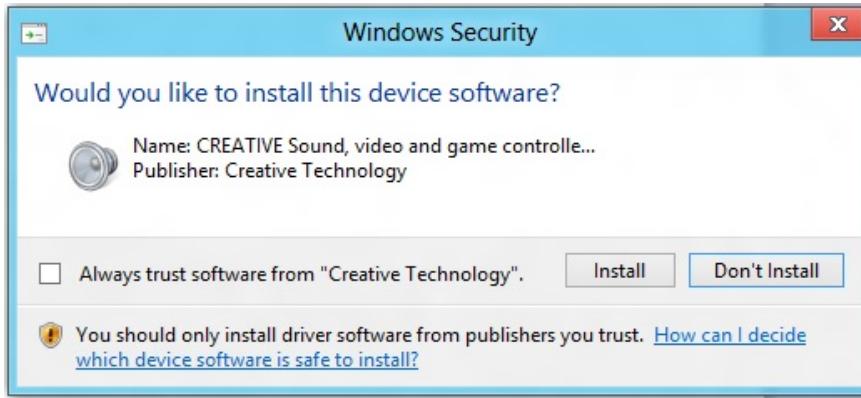 Windows Security
x
Would you like to install this device software?
Name: CREATIVE Sound, video and game controlle...
Publisher: Creative Technology
Always trust software from "Creative Technology".
Install
Don't Install
You should only install driver software from publishers you trust. How can I decide
which device software is safe to install?